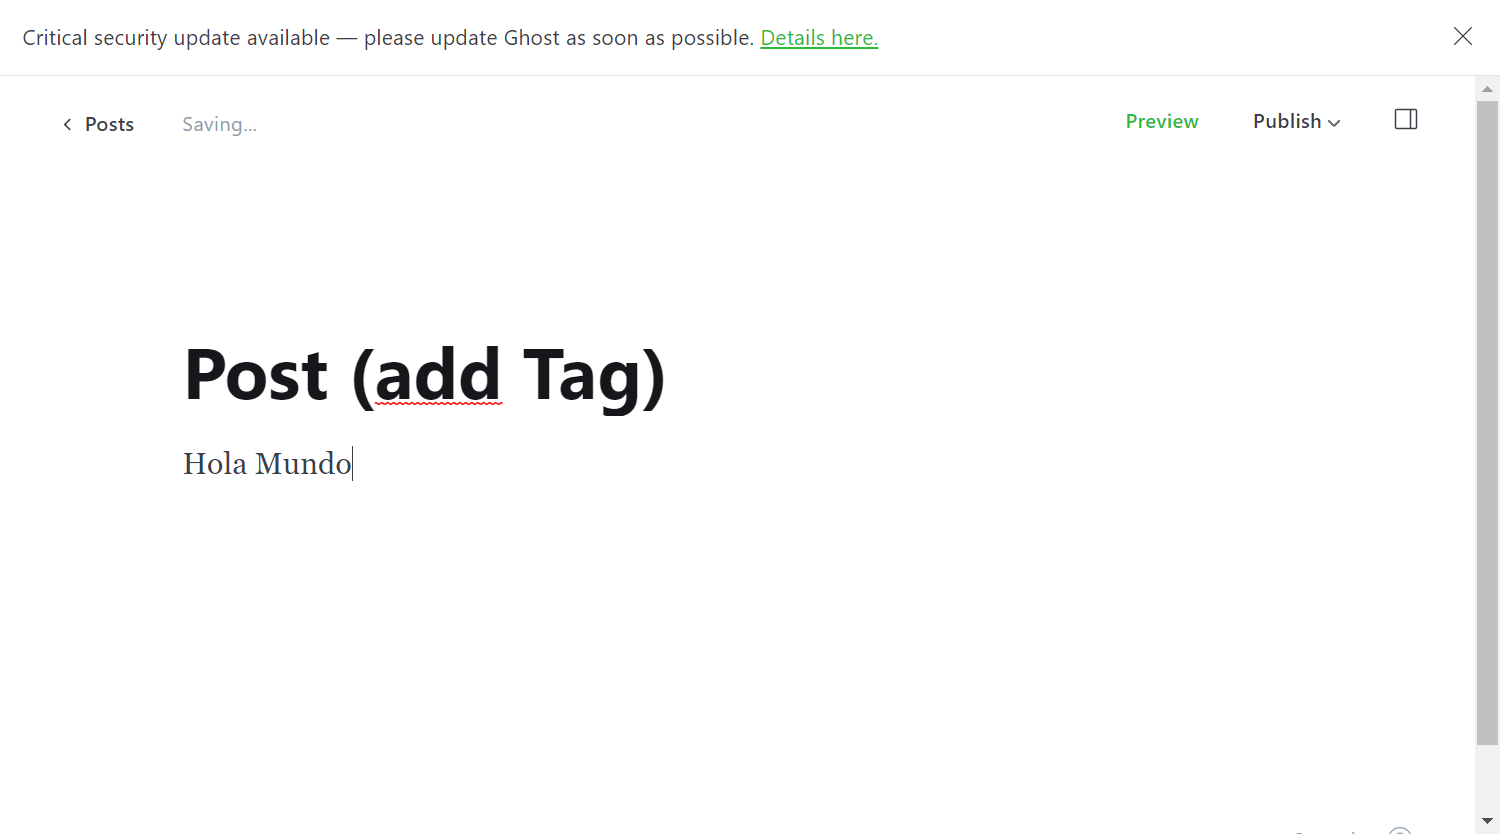 Critical security update available — please update Ghost as soon as possible. Details here.
Posts
Saving...
Preview
Publish
Post (add Tag)
Hola Mundo